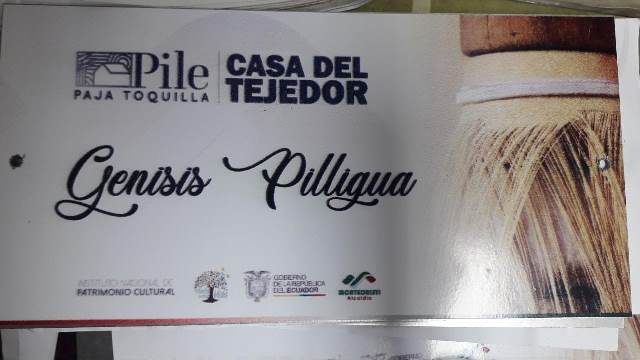 Pile
PAJA TOQUILLA
CASA DEL
TEJEDOR
Genisis Pilligua
INSTITUTO NACIONAL DE
PATRIMONIO CULTURAL
GOBIERNO
DE LA REPÚBLICA
DEL ECUADOR
MONTECRISTI
Alcaldía